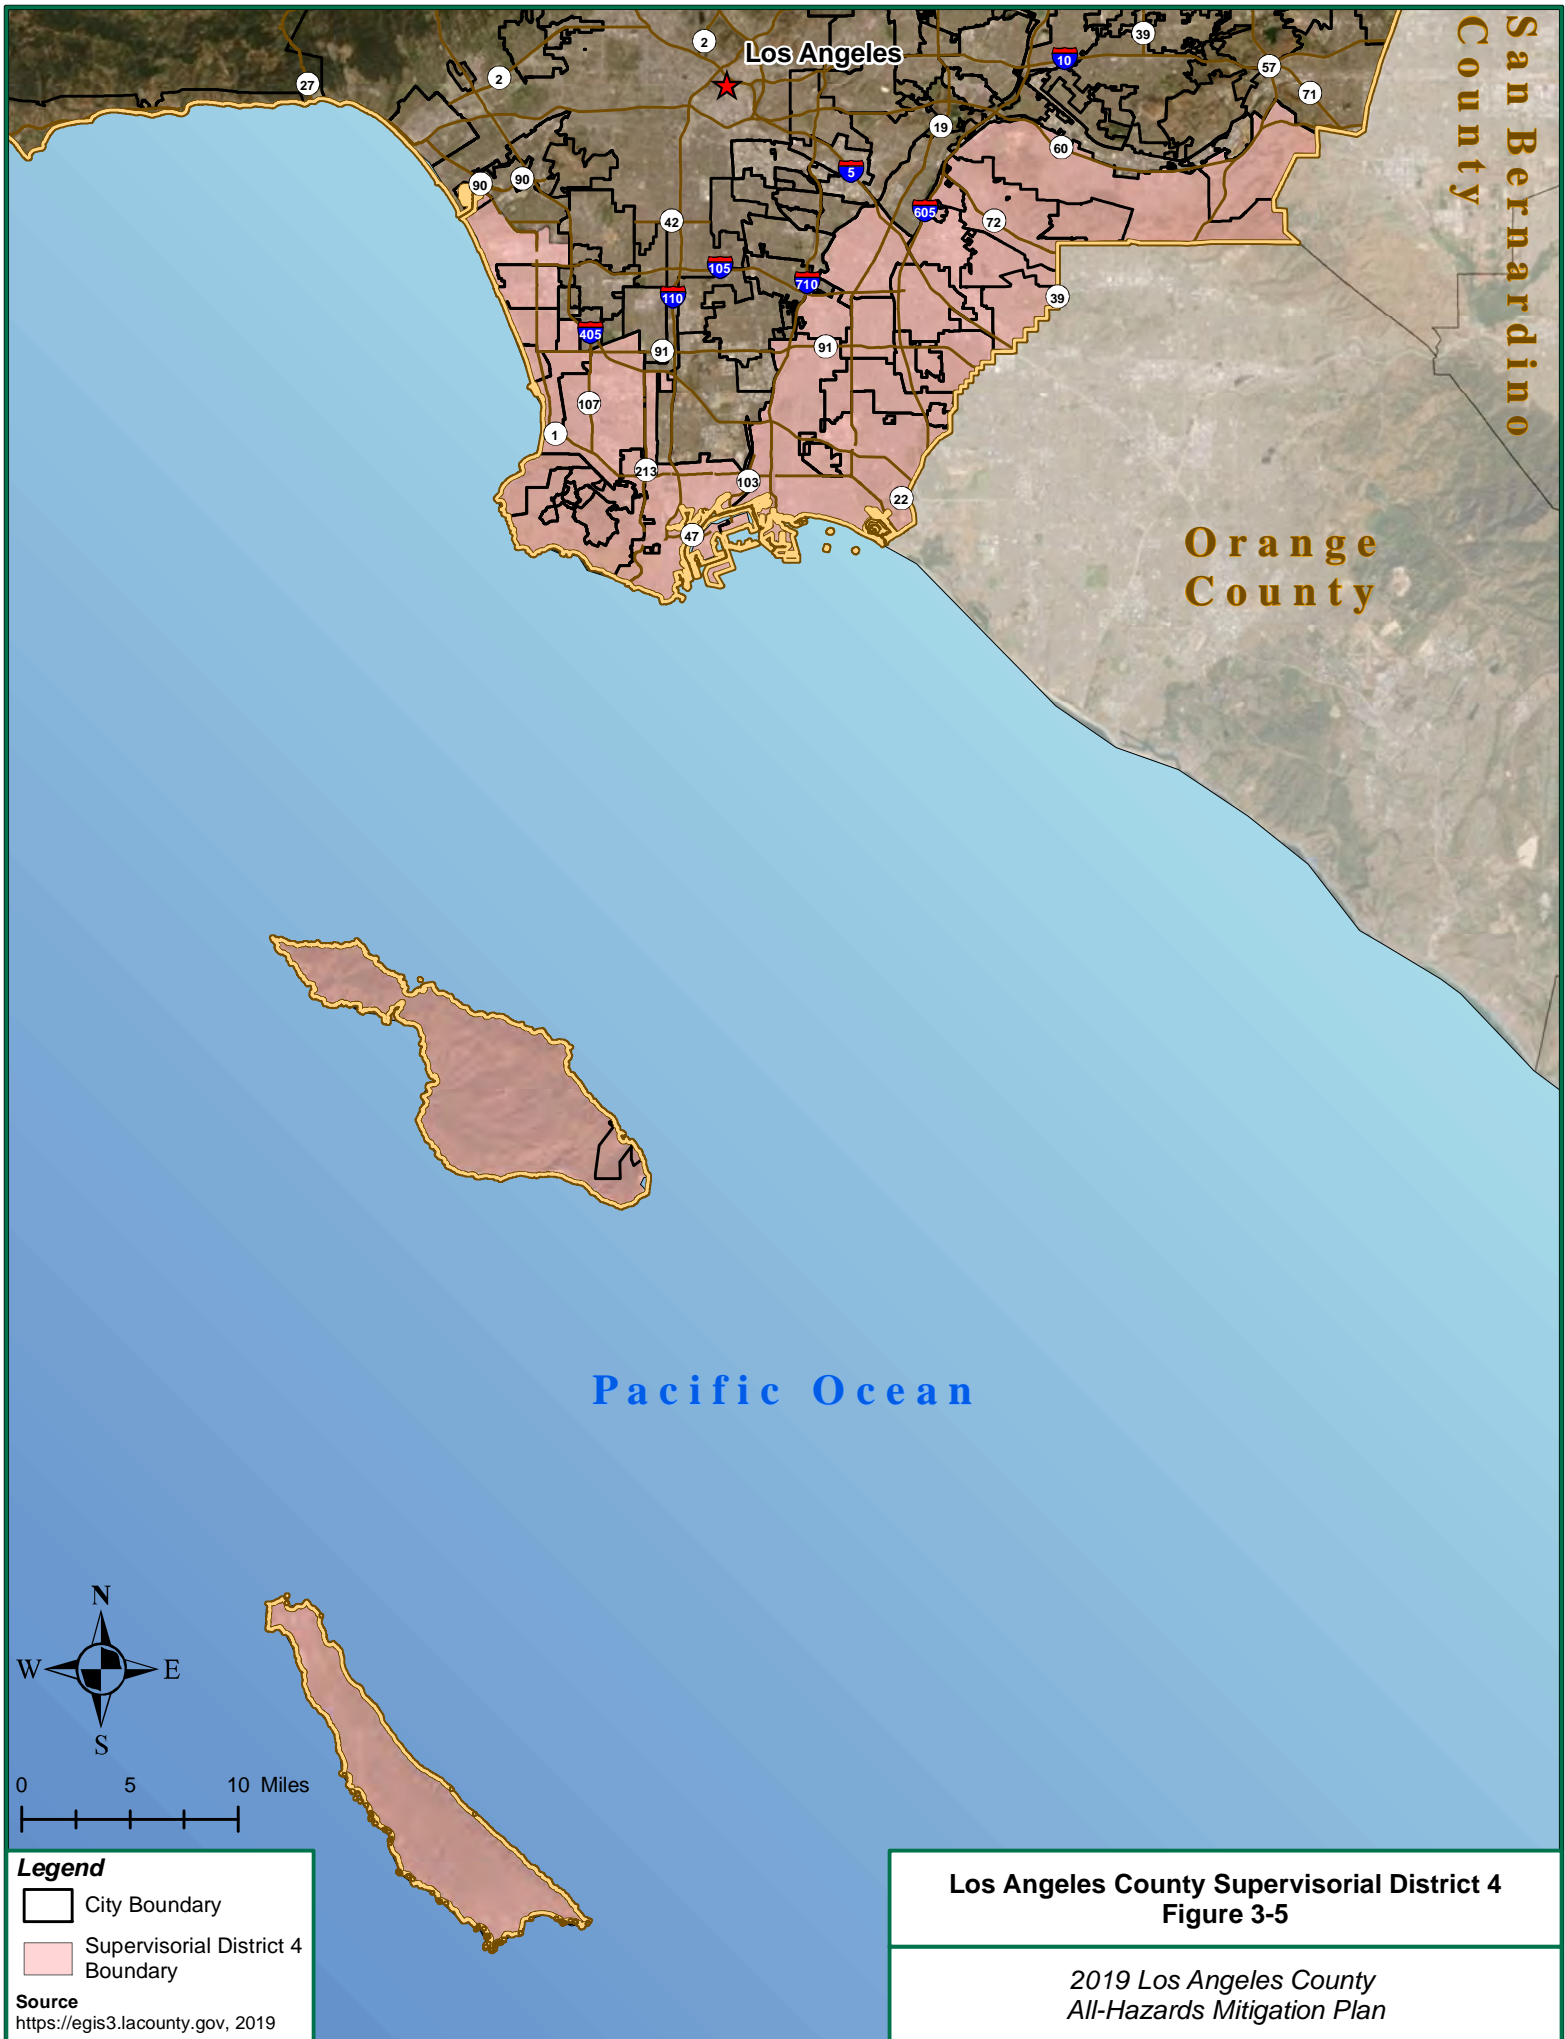 2
Los Angeles
39
10
57
27
2
71
19
60
5
90
90
605
72
42
105
710
110
39
405
91
91
107
1
213
103
22
47
San Bernardino
County
Orange
County
Pacific Ocean
N
W
E
S
0 5 10 Miles
Legend
City Boundary
Supervisorial District 4
Boundary
Source
https://egis3.lacounty.gov, 2019
Los Angeles County Supervisorial District 4
Figure 3-5
2019 Los Angeles County
All-Hazards Mitigation Plan